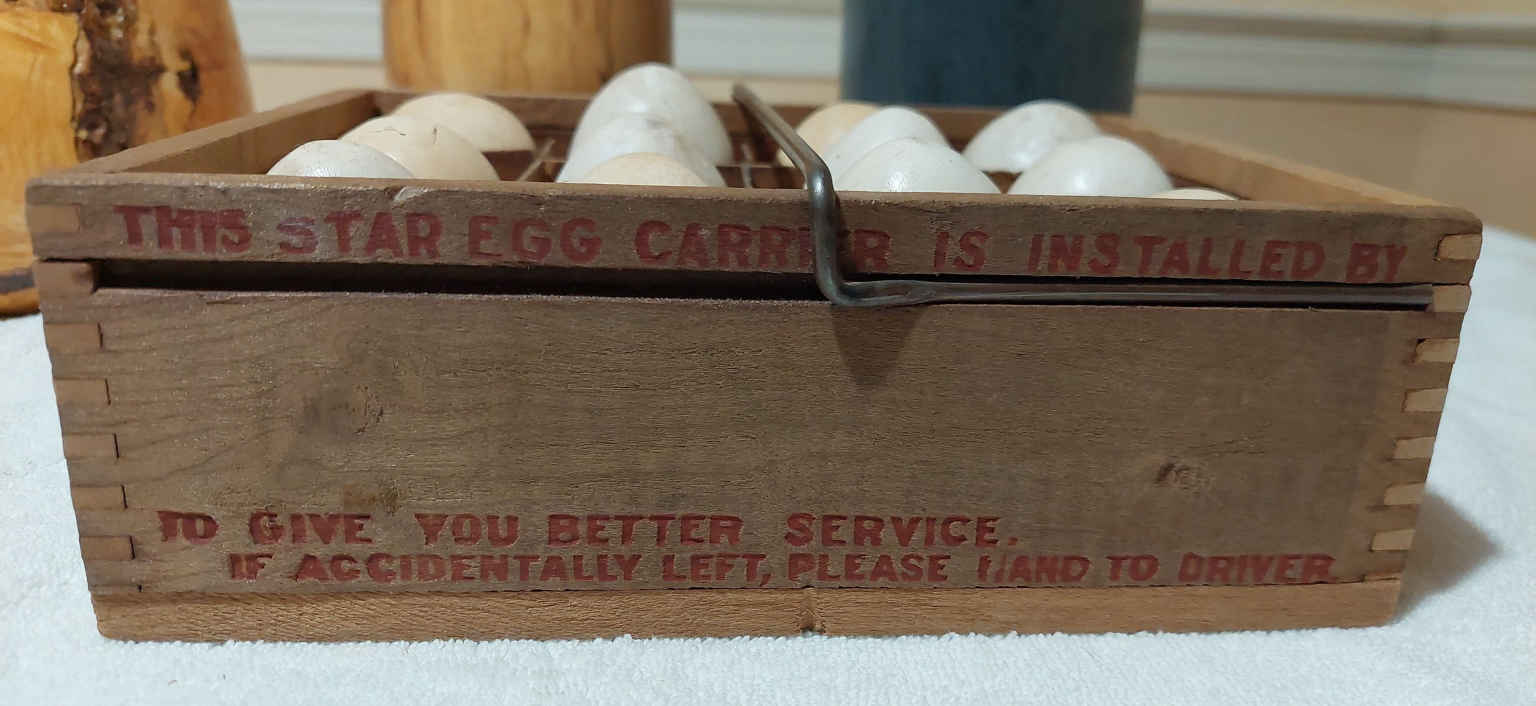 THIS STAR EGG CARRIER IS INSTALLED BY
TO GIVE YOU BETTER SERVICE.
IF ACCIDENTALLY LEFT, PLEASE HAND TO DRIVER.